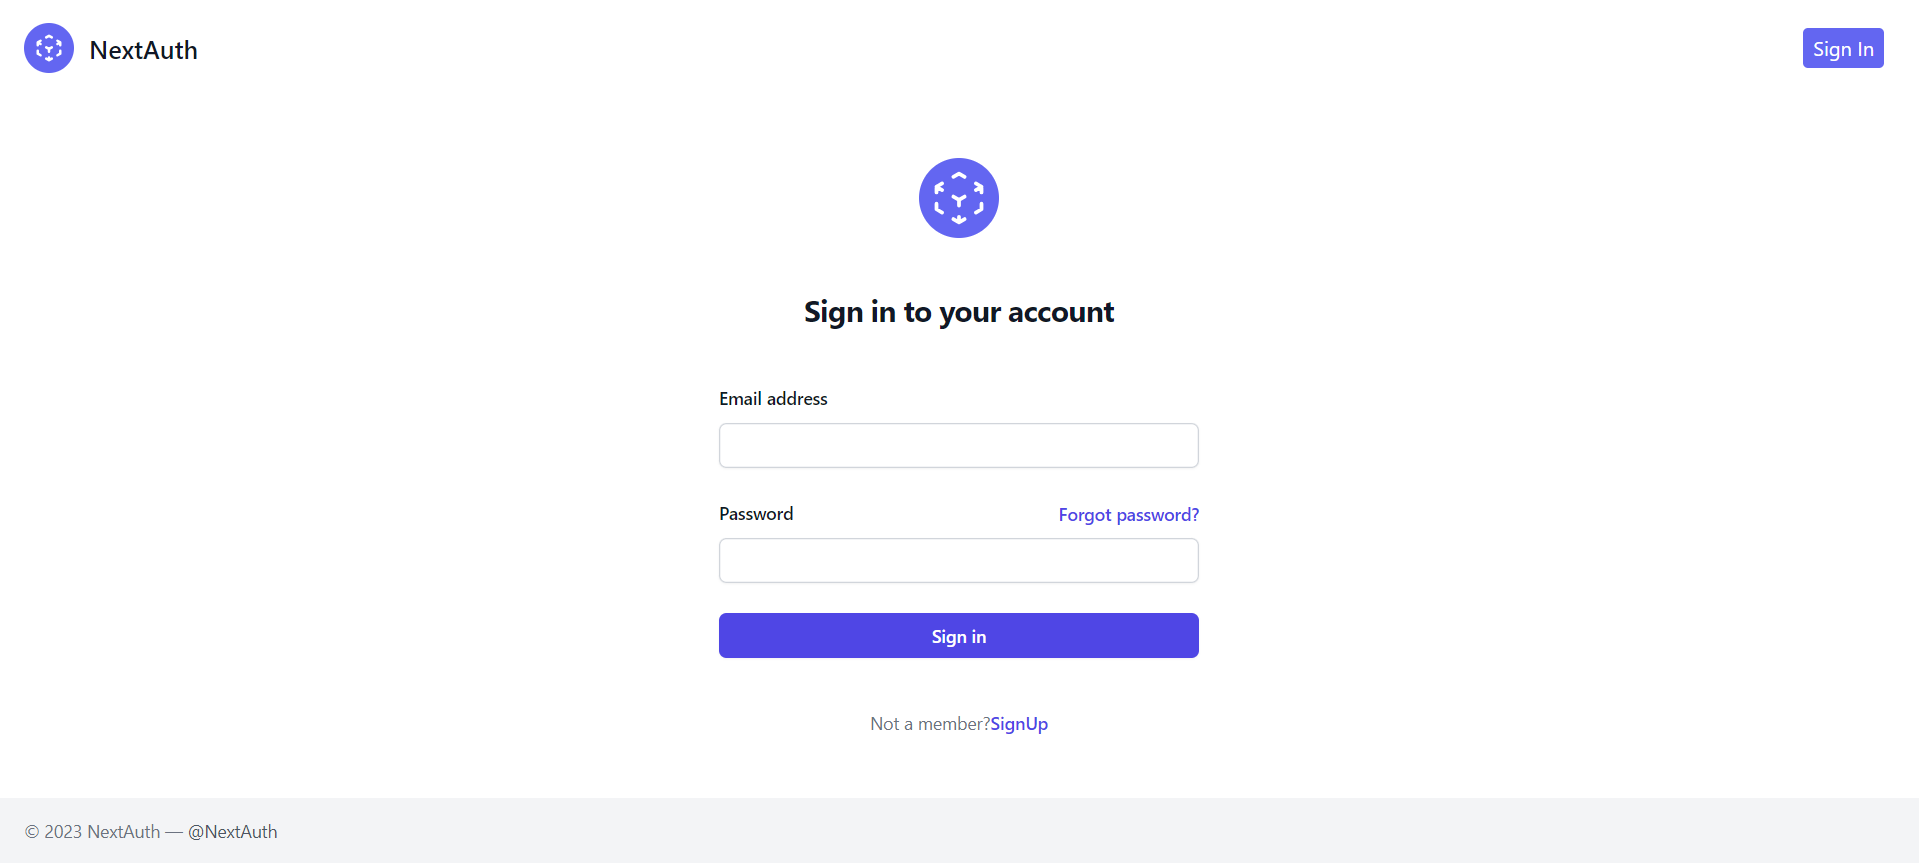 NextAuth
Sign In
Sign in to your account
Email address
Password
Forgot password?
Sign in
Not a member?SignUp
© 2023 NextAuth — @NextAuth